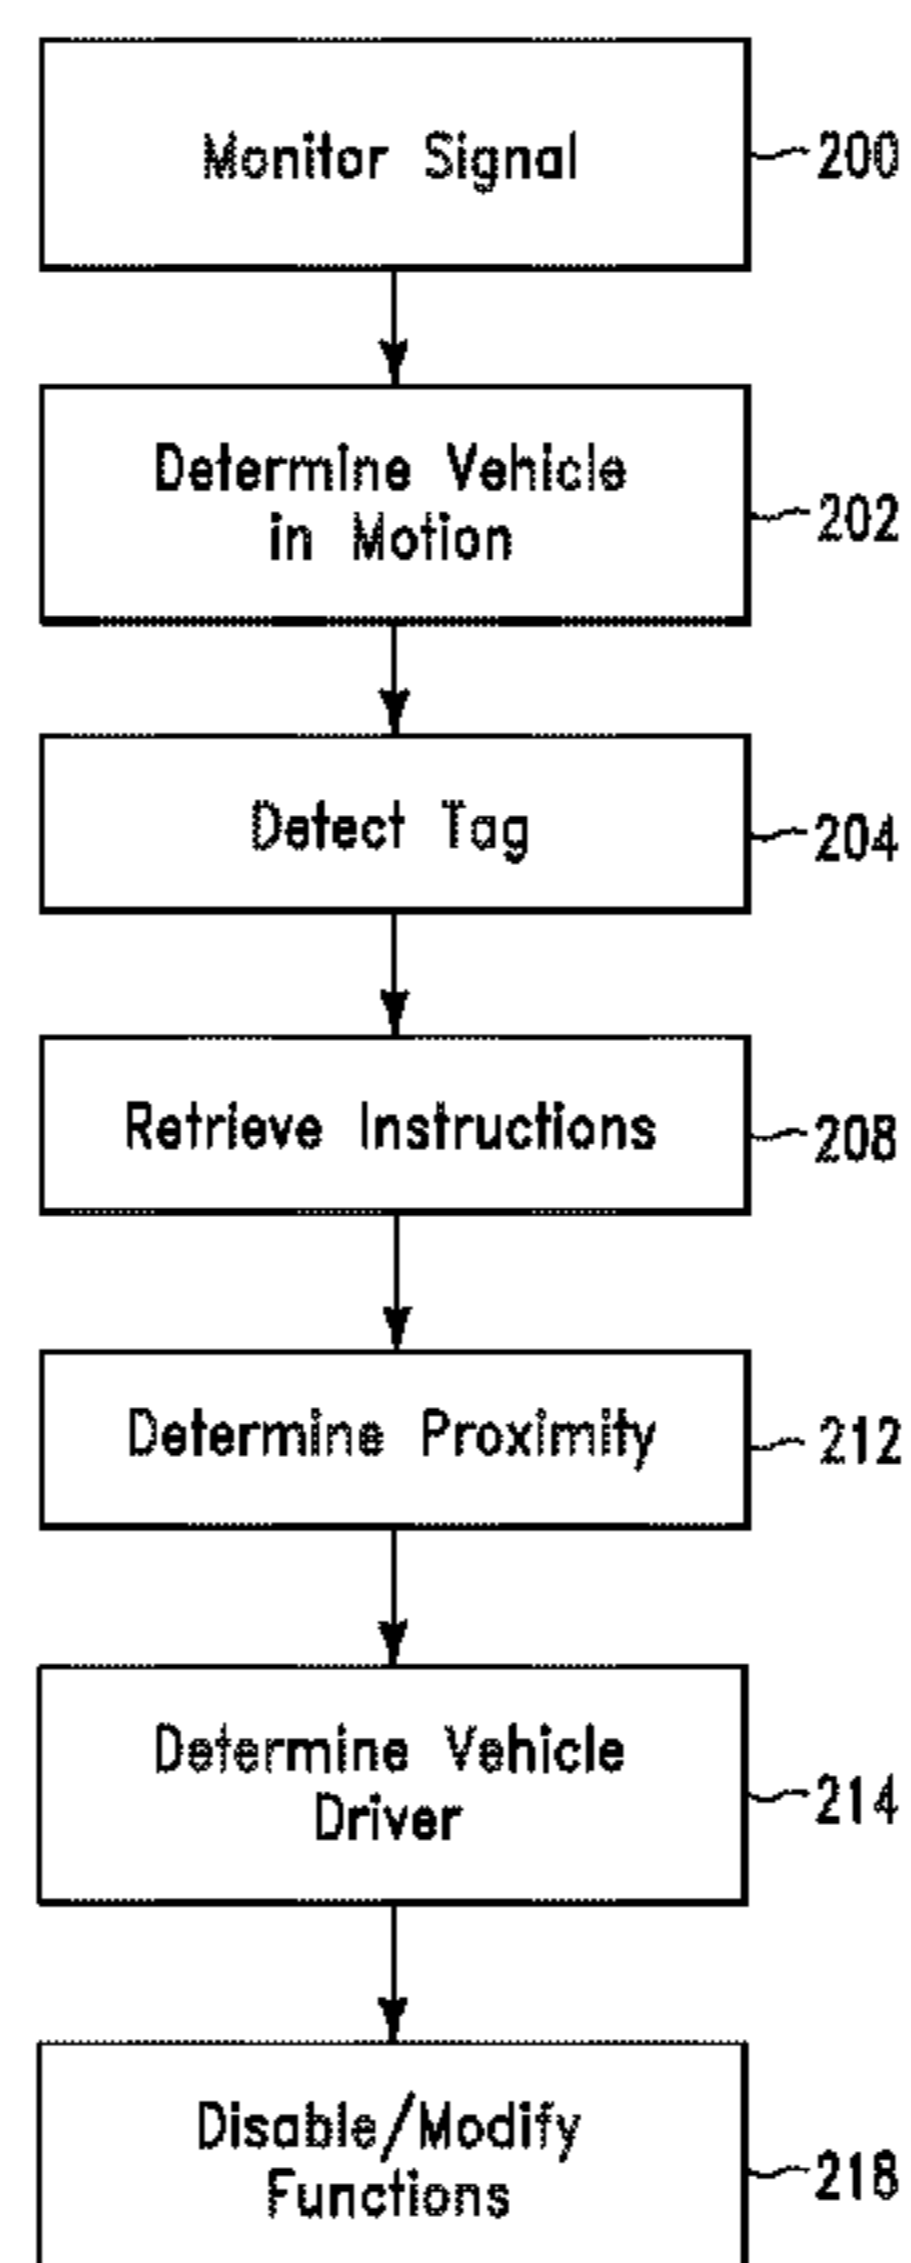 Monitor Signal
200
Determine Vehicle
in Motion
202
Detect Tag
204
Retrieve Instructions
208
Determine Proximity
212
Determine Vehicle
Driver
214
Disable/Modify
Functions
218